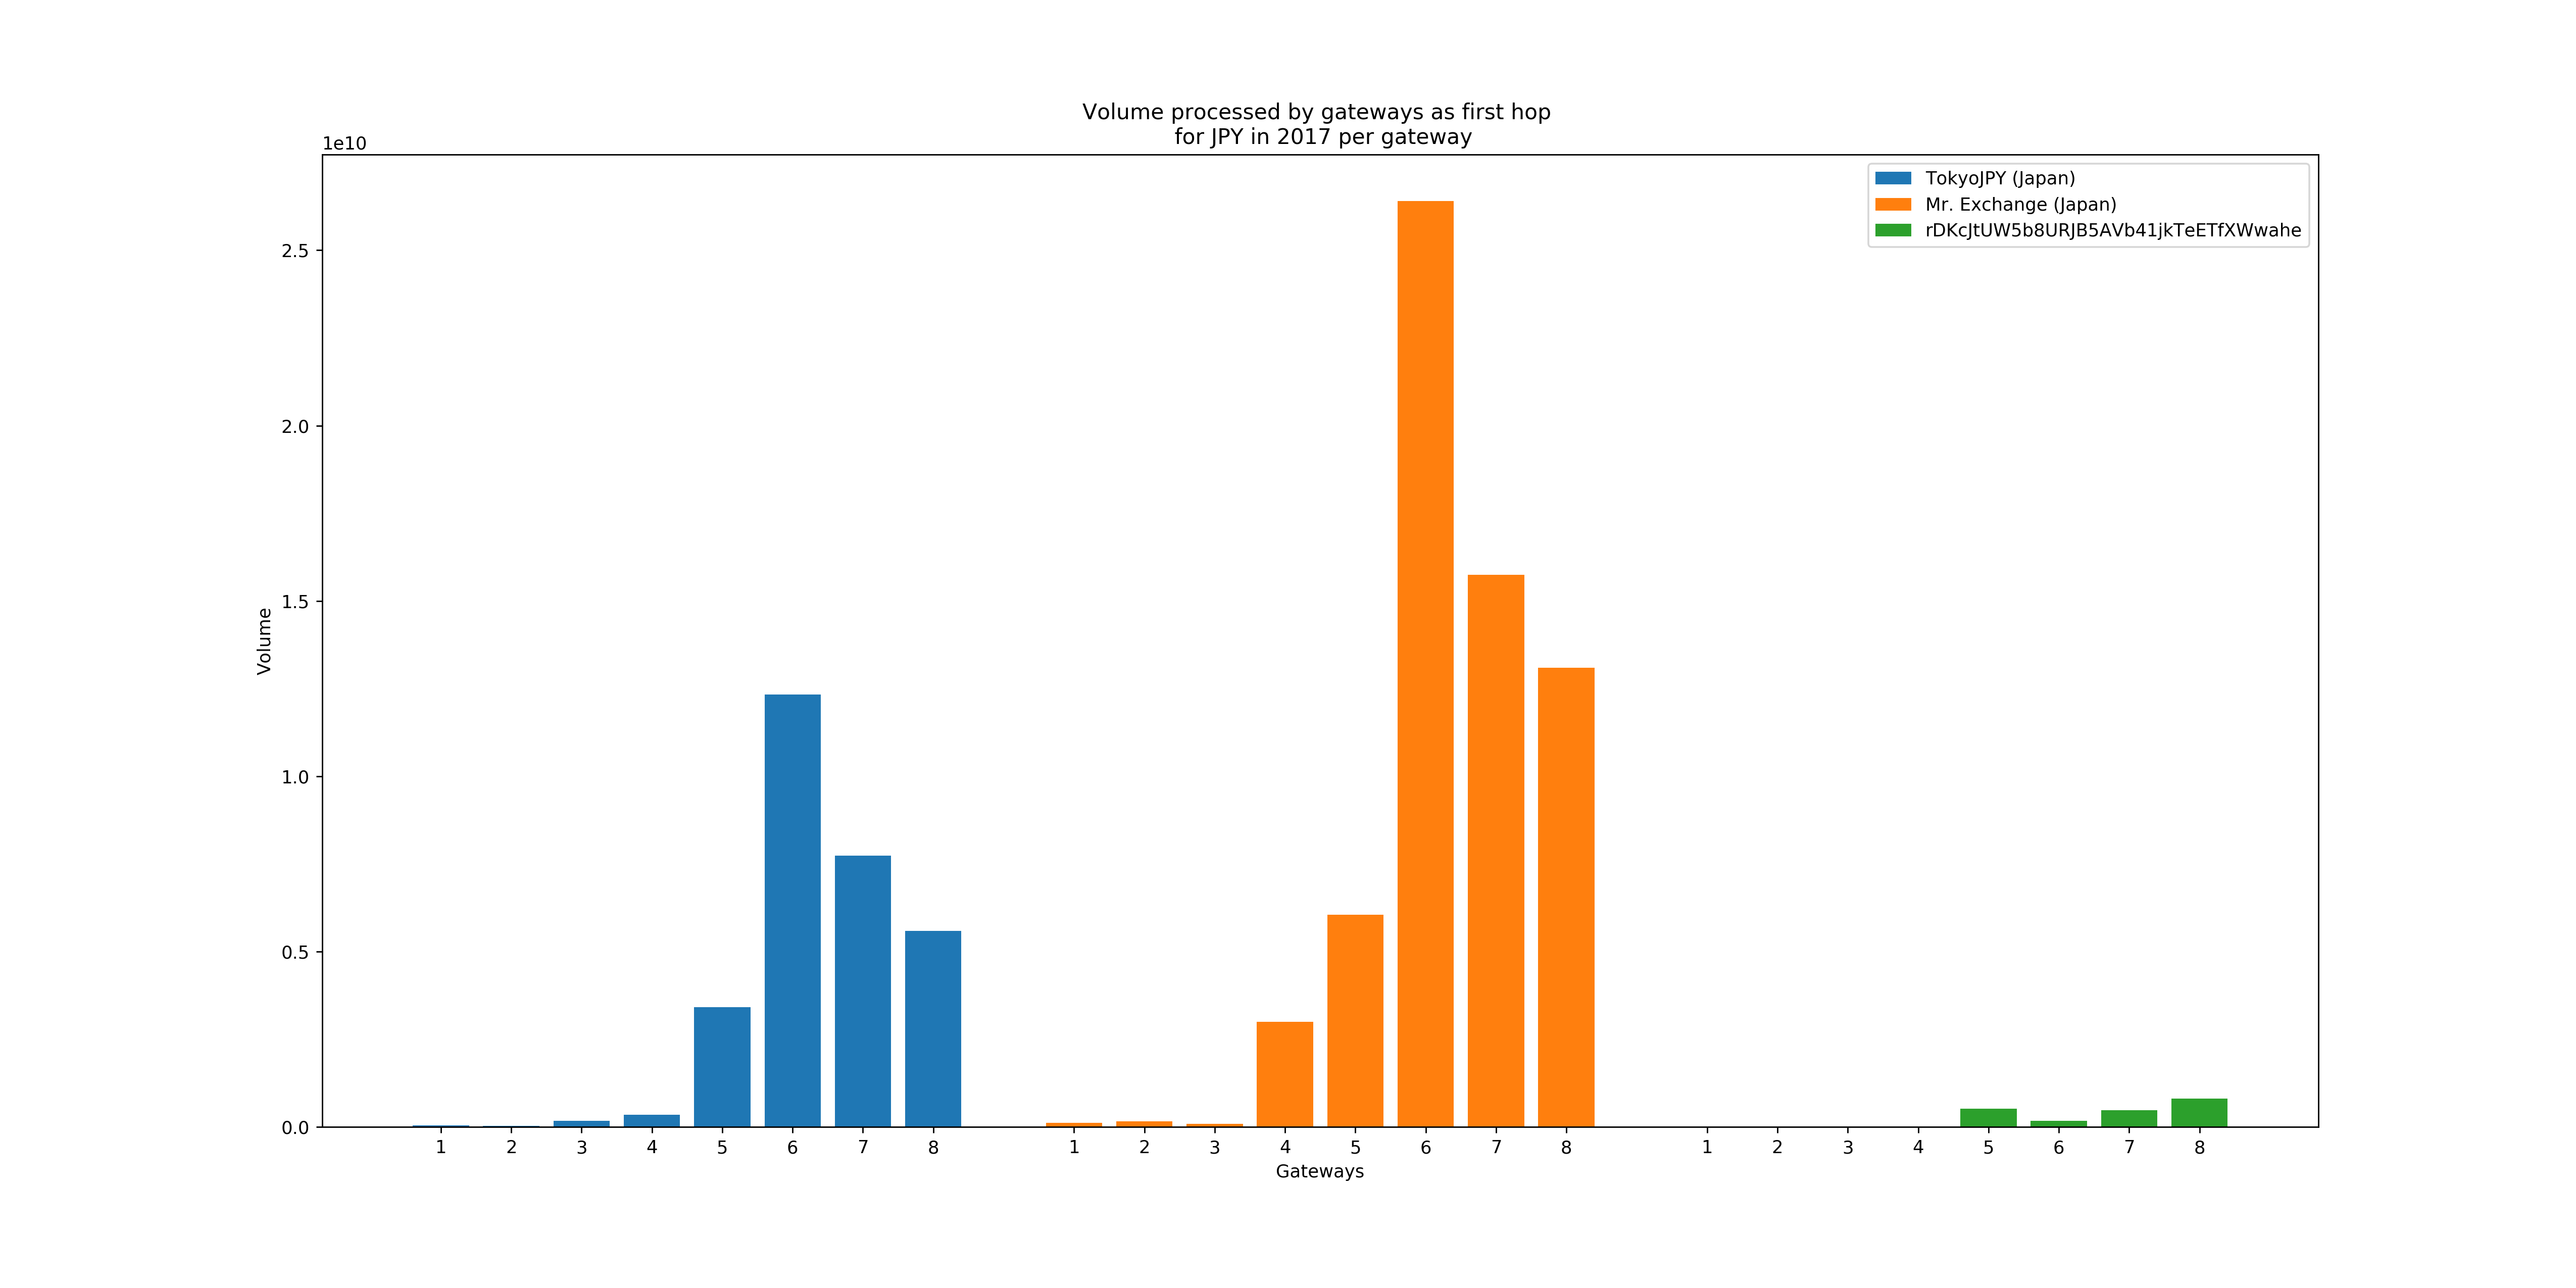 Volume processed by gateways as first hop
for JPY in 2017 per gateway
1e10
TokyoJPY (Japan)
Mr. Exchange (Japan)
rDKcJtUW5b8URJB5AVb41jkTeETfXWwahe
2.5
2.0
1.5
1.0
0.5
0.0
Volume
1 2 3 4 5 6 7 8 1 2 3 4 5 6 7 8 1 2 3 4 5 6 7 8
Gateways